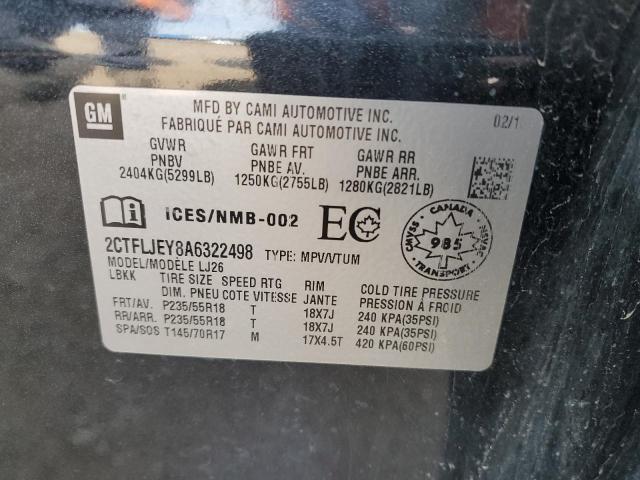 GM
MFD BY CAMI AUTOMOTIVE INC.
FABRIQUÉ PAR CAMI AUTOMOTIVE INC.
02/1
GVWR GAWR FRT GAWR RR
PNBV PNBE AV. PNBE ARR.
2404KG(5299LB) 1250KG(2755LB) 1280KG(2821LB)
ICES/NMB-002 EC
CANADA
CMVSS 985 NSVAC
TRANSPORT
2CTFLJEY8A6322498 TYPE: MPV/VTUM
MODEL/MODÈLE LJ26
LBKK TIRE SIZE SPEED RTG RIM COLD TIRE PRESSURE
DIM. PNEU COTE VITESSE JANTE PRESSION À FROID
FRT/AV. P235/55R18 T 18X7J 240 KPA(35PSI)
RR/ARR. P235/55R18 T 18X7J 240 KPA(35PSI)
SPA/SOS T145/70R17 M 17X4.5T 420 KPA(60PSI)